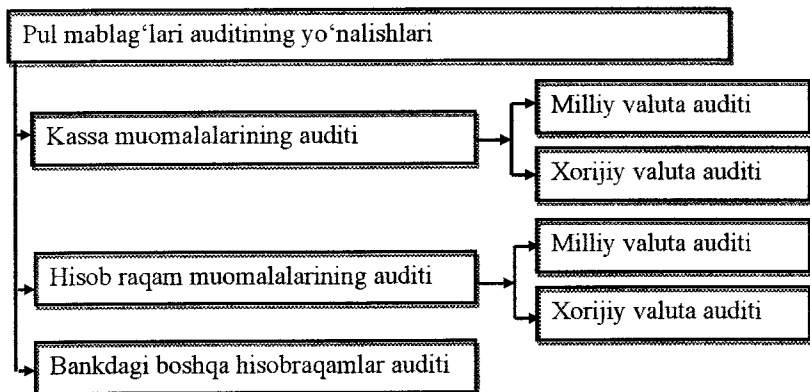 Pul mablag‘lari auditining yo‘nalishlari
Kassa muomalalarining auditi
Milliy valuta auditi
Xorijiy valuta auditi
Hisob raqam muomalalarining auditi
Milliy valuta auditi
Xorijiy valuta auditi
Bankdagi boshqa hisobraqamlar auditi